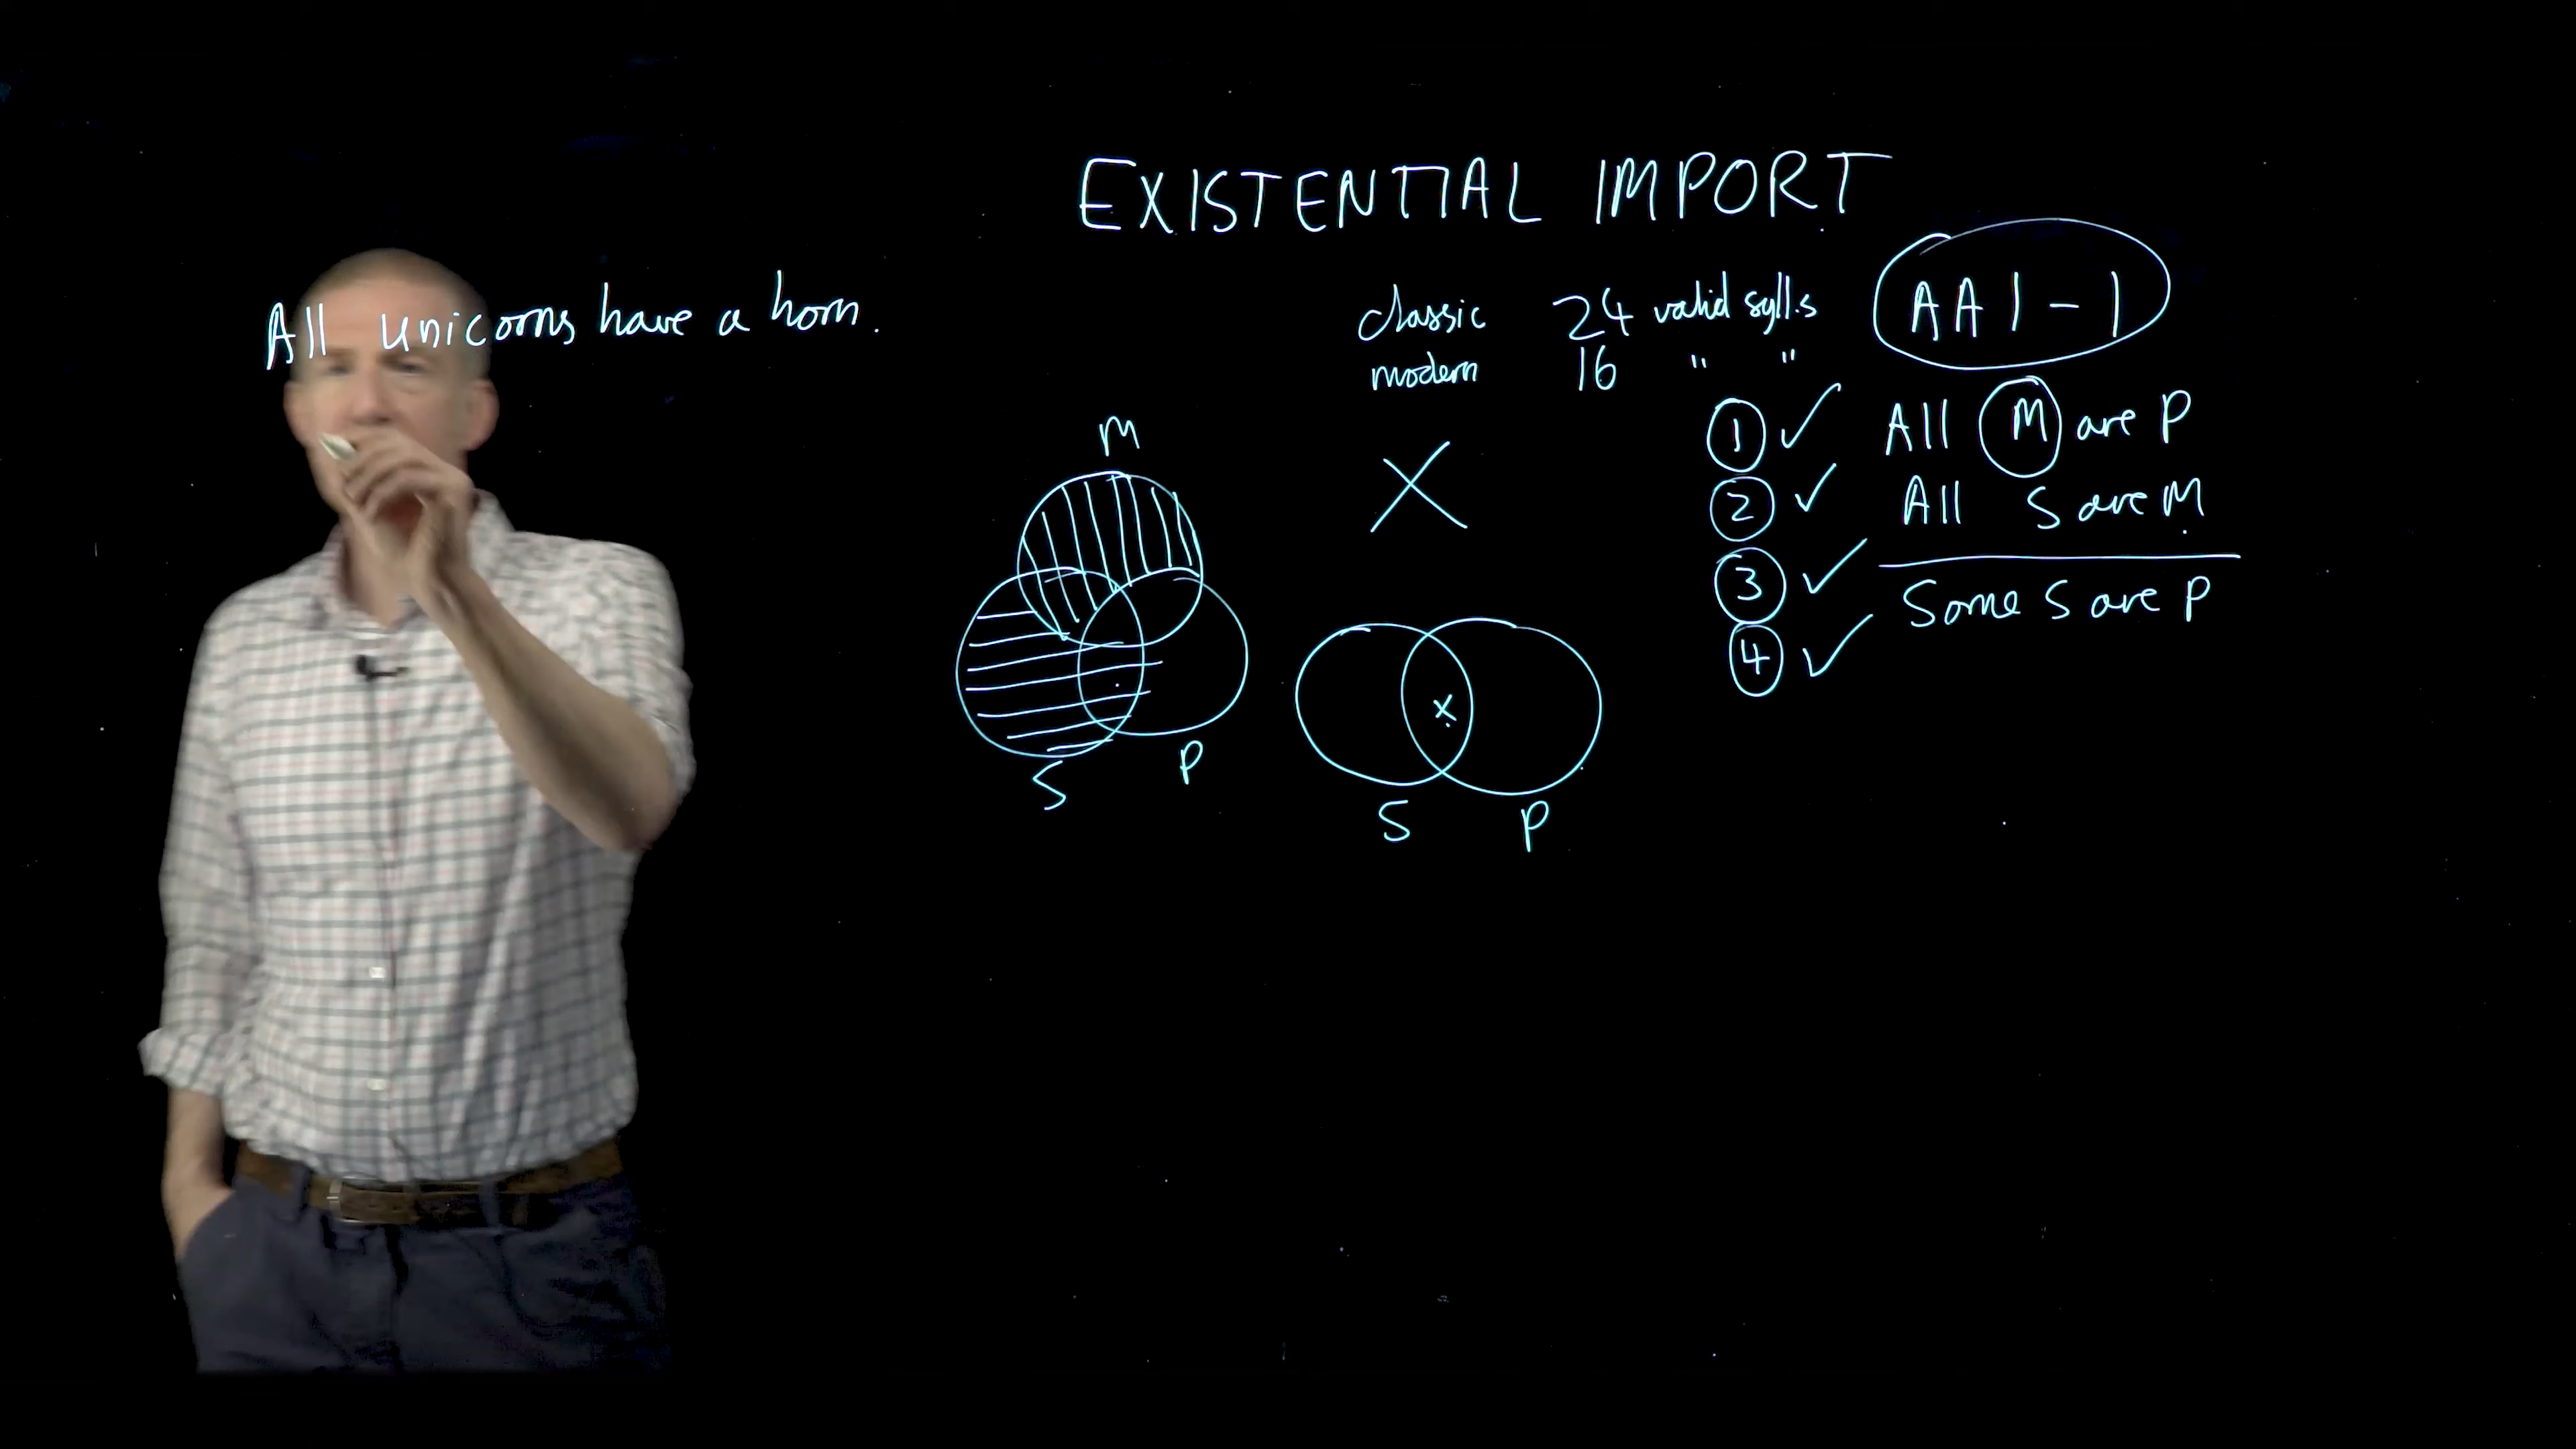 EXISTENTIAL IMPORT
All unicorns have a horn.
classic 24 valid sylls
modern 16 " "
AAI-1
① ✓ All M are P
② ✓ All S are M
③ ✓ Some S are P
④ ✓
M
X
S P
x
S P